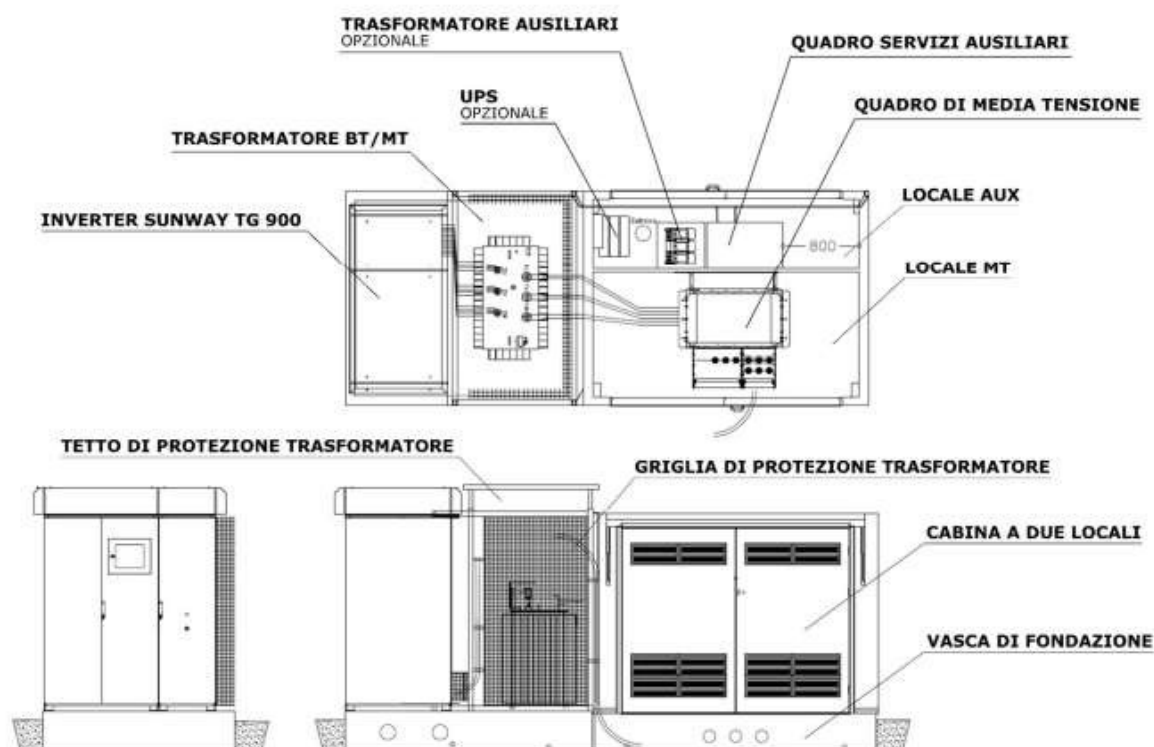 TRASFORMATORE AUSILIARI
OPZIONALE
QUADRO SERVIZI AUSILIARI
UPS
OPZIONALE
QUADRO DI MEDIA TENSIONE
TRASFORMATORE BT/MT
LOCALE AUX
INVERTER SUNWAY TG 900
800
LOCALE MT
TETTO DI PROTEZIONE TRASFORMATORE
GRIGLIA DI PROTEZIONE TRASFORMATORE
CABINA A DUE LOCALI
VASCA DI FONDAZIONE